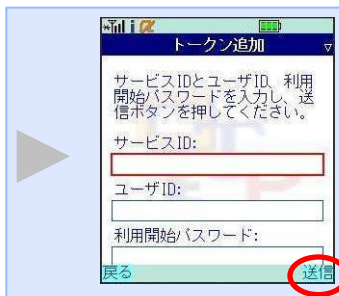 トークン追加
サービスIDとユーザID、利用
開始パスワードを入力し、送
信ボタンを押してください。
サービスID:
ユーザID:
利用開始パスワード:
戻る 送信